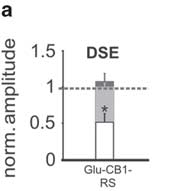 a
DSE
norm. amplitude
1.5
1
0.5
0
*
Glu-CB1-
RS